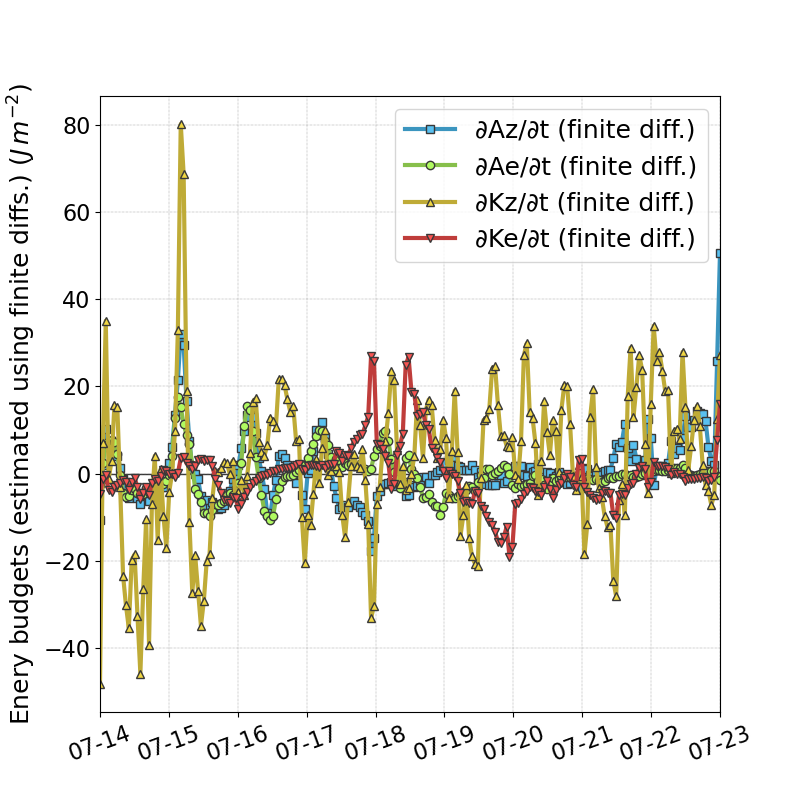 Enery budgets (estimated using finite diffs.) (J m⁻²)
80
60
40
20
0
−20
−40
∂Az/∂t (finite diff.)
∂Ae/∂t (finite diff.)
∂Kz/∂t (finite diff.)
∂Ke/∂t (finite diff.)
07-14 07-15 07-16 07-17 07-18 07-19 07-20 07-21 07-22 07-23